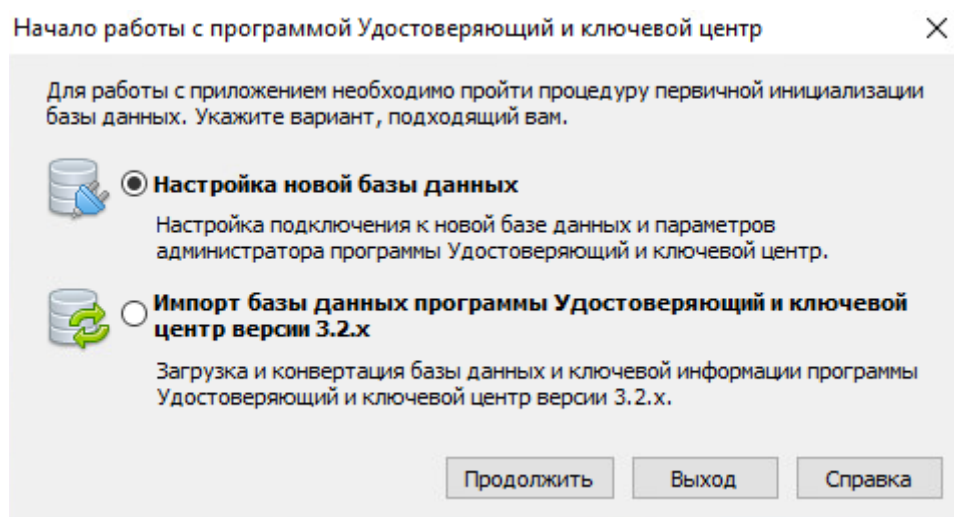 Начало работы с программой Удостоверяющий и ключевой центр
Для работы с приложением необходимо пройти процедуру первичной инициализации
базы данных. Укажите вариант, подходящий вам.
Настройка новой базы данных
Настройка подключения к новой базе данных и параметров
администратора программы Удостоверяющий и ключевой центр.
Импорт базы данных программы Удостоверяющий и ключевой
центр версии 3.2.x
Загрузка и конвертация базы данных и ключевой информации программы
Удостоверяющий и ключевой центр версии 3.2.x.
Продолжить Выход Справка